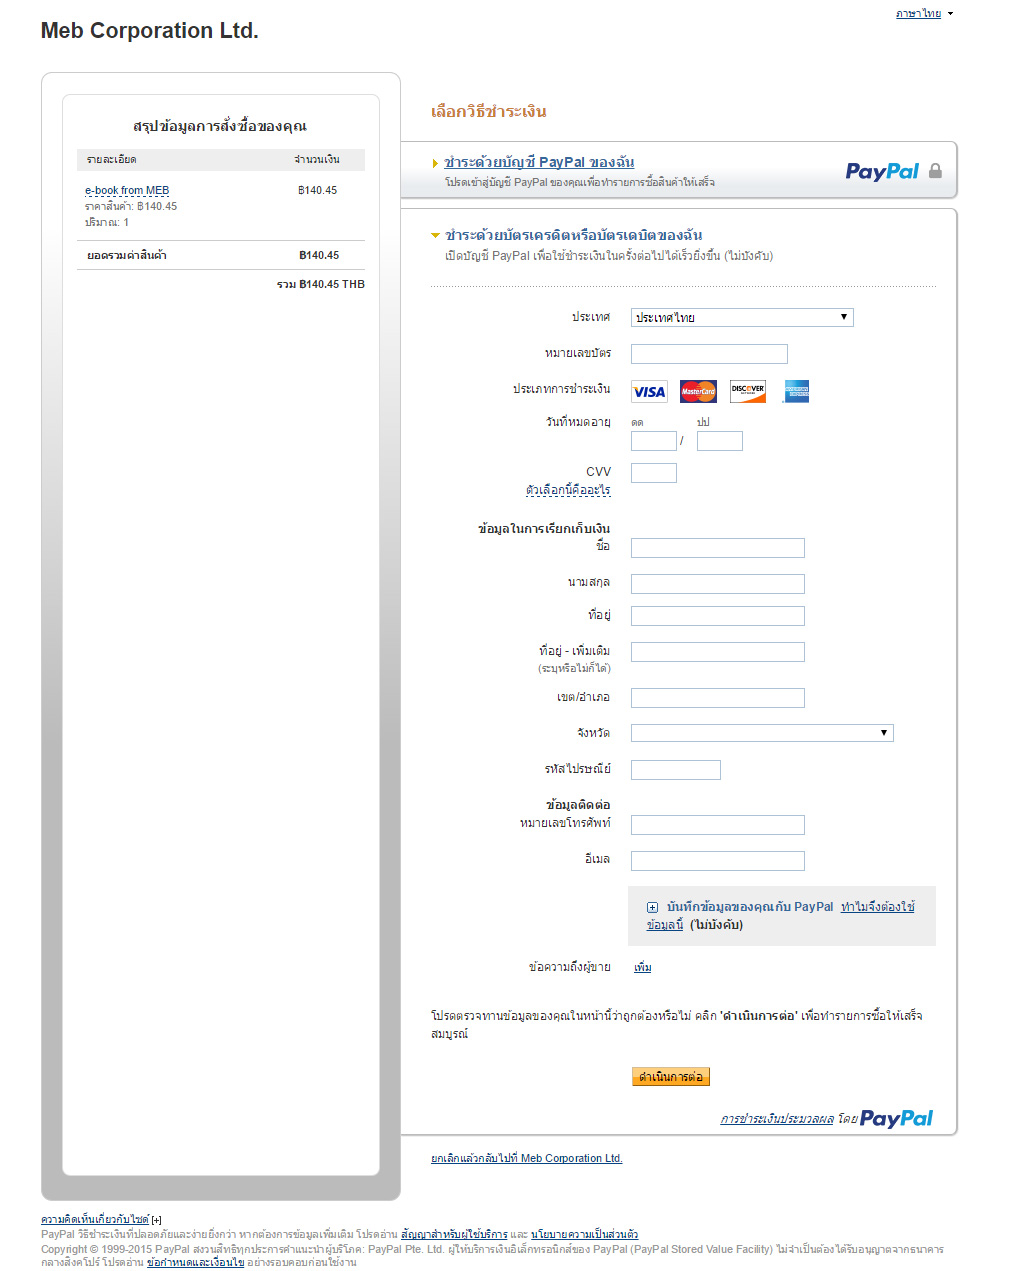 ภาษาไทย
Meb Corporation Ltd.
สรุปข้อมูลการสั่งซื้อของคุณ
รายละเอียด จำนวนเงิน
e-book from MEB ฿140.45
ราคาสินค้า: ฿140.45
ปริมาณ: 1
ยอดรวมค่าสินค้า ฿140.45
รวม ฿140.45 THB
เลือกวิธีชำระเงิน
ชำระด้วยบัญชี PayPal ของฉัน
PayPal
โปรดเข้าสู่บัญชี PayPal ของคุณเพื่อทำรายการซื้อสินค้าให้เสร็จ
ชำระด้วยบัตรเครดิตหรือบัตรเดบิตของฉัน
เปิดบัญชี PayPal เพื่อใช้ชำระเงินในครั้งต่อไปได้เร็วยิ่งขึ้น (ไม่บังคับ)
ประเทศ ประเทศไทย
หมายเลขบัตร
ประเภทการชำระเงิน VISA MasterCard DISCOVER
วันที่หมดอายุ ดด ปป
/
CVV
ตัวเลือกนี้คืออะไร
ข้อมูลในการเรียกเก็บเงิน
ชื่อ
นามสกุล
ที่อยู่
ที่อยู่ - เพิ่มเติม
(ระบุหรือไม่ก็ได้)
เขต/อำเภอ
จังหวัด
รหัสไปรษณีย์
ข้อมูลติดต่อ
หมายเลขโทรศัพท์
อีเมล
บันทึกข้อมูลของคุณกับ PayPal ทำไมจึงต้องใช้
ข้อมูลนี้ (ไม่บังคับ)
ข้อความถึงผู้ขาย เพิ่ม
โปรดตรวจทานข้อมูลของคุณในหน้านี้ว่าถูกต้องหรือไม่ คลิก 'ดำเนินการต่อ' เพื่อทำรายการซื้อให้เสร็จ
สมบูรณ์
ดำเนินการต่อ
การชำระเงินประมวลผล โดย PayPal
ยกเลิกแล้วกลับไปที่ Meb Corporation Ltd.
ความคิดเห็นเกี่ยวกับไซต์ [+]
PayPal วิธีชำระเงินที่ปลอดภัยและง่ายยิ่งกว่า หากต้องการข้อมูลเพิ่มเติม โปรดอ่าน สัญญาสำหรับผู้ใช้บริการ และ นโยบายความเป็นส่วนตัว
Copyright © 1999-2015 PayPal สงวนสิทธิทุกประการคำแนะนำผู้บริโภค: PayPal Pte. Ltd. ผู้ให้บริการเงินอิเล็กทรอนิกส์ของ PayPal (PayPal Stored Value Facility) ไม่จำเป็นต้องได้รับอนุญาตจากธนาคาร
กลางสิงคโปร์ โปรดอ่าน ข้อกำหนดและเงื่อนไข อย่างรอบคอบก่อนใช้งาน